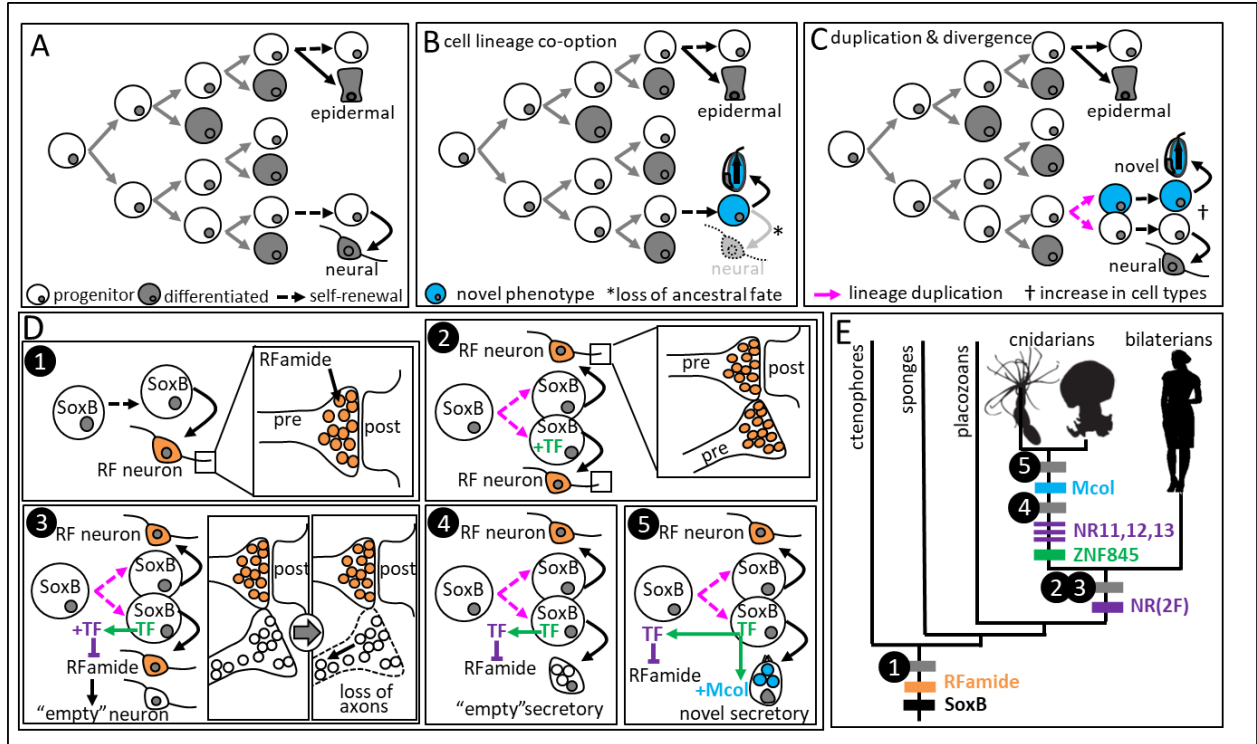 A
epidermal
neural
progenitor
differentiated
self-renewal
B
cell lineage co-option
epidermal
*
neural
novel phenotype
*loss of ancestral fate
C
duplication & divergence
epidermal
novel
†
neural
lineage duplication
† increase in cell types
D
1
RFamide
SoxB
SoxB
pre
post
RF neuron
2
RF neuron
pre
post
SoxB
SoxB
SoxB
+TF
pre
RF neuron
3
RF neuron
SoxB
SoxB
post
post
SoxB
+TF
TF
RFamide
"empty" neuron
loss of
axons
4
RF neuron
SoxB
SoxB
SoxB
TF
TF
RFamide
"empty" secretory
5
RF neuron
SoxB
SoxB
SoxB
TF
TF
RFamide
+Mcol
novel secretory
E
ctenophores
sponges
placozoans
cnidarians
bilaterians
5
Mcol
4
NR11,12,13
ZNF845
2
3
NR(2F)
1
RFamide
SoxB